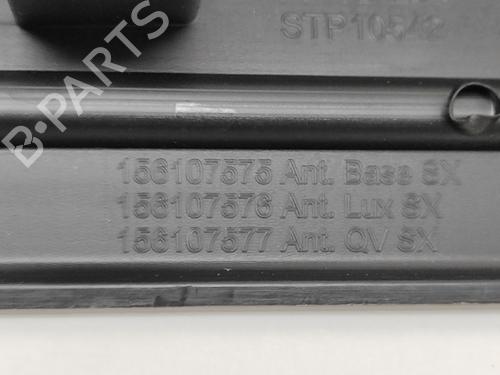 STP10542
B-PARTS
156107575 Ant. Base SX
156107576 Ant. Lux SX
156107577 Ant. QV SX